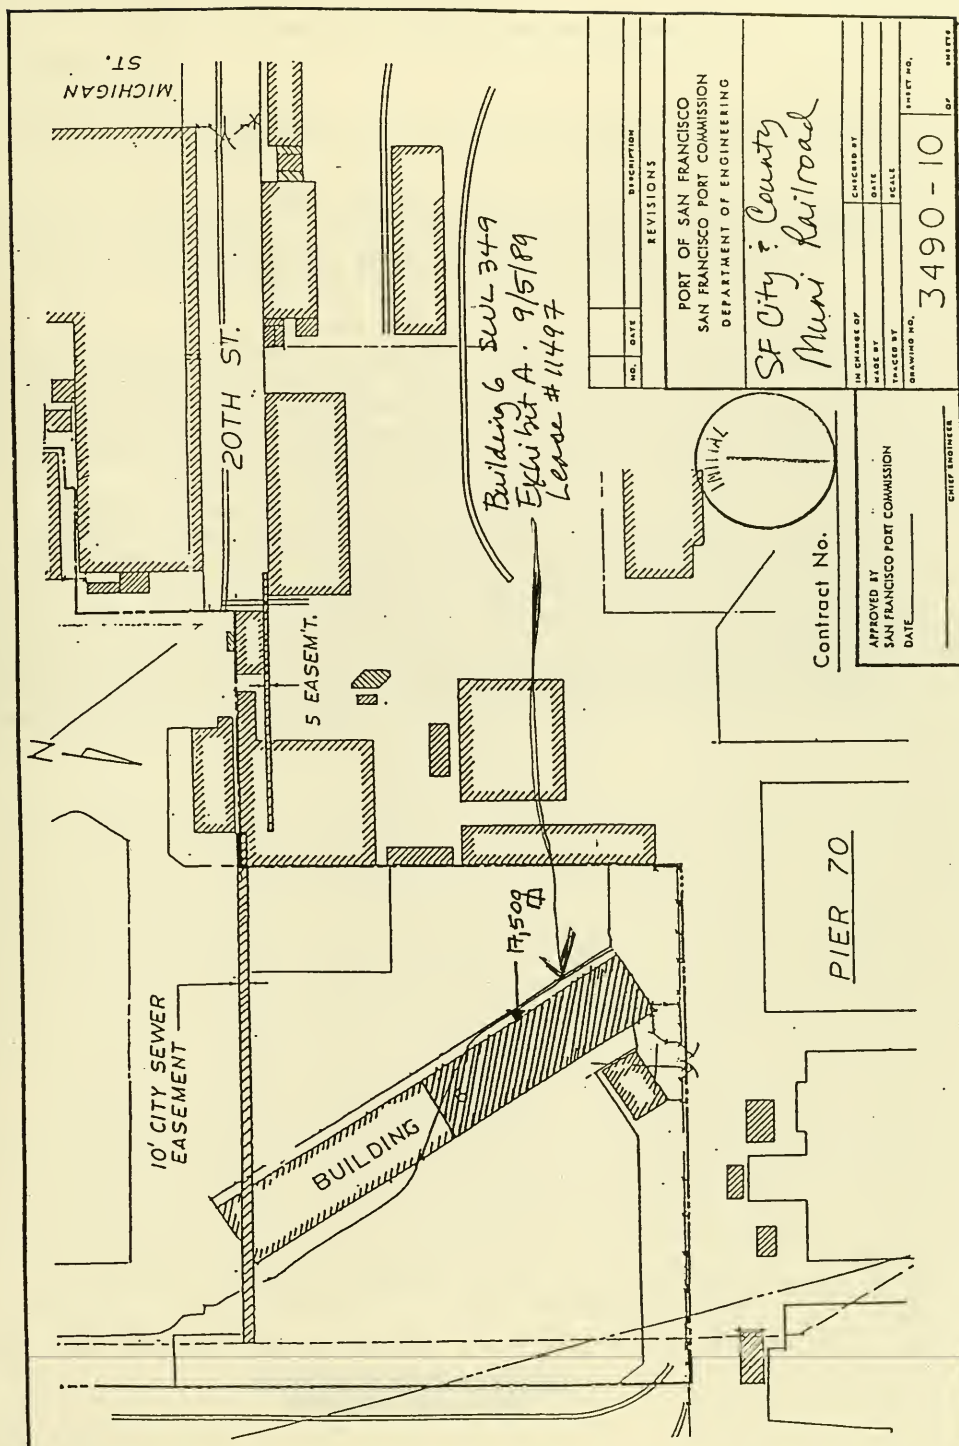 MICHIGAN
ST.
20TH ST.
5 EASEM'T.
N
10' CITY SEWER
EASEMENT
BUILDING 6
17,500
Building 6 SWL 349
Exhibit A . 9/5/89
Lease # 11497
PIER 70
NO.
DATE
DESCRIPTION
REVISIONS
PORT OF SAN FRANCISCO
SAN FRANCISCO PORT COMMISSION
DEPARTMENT OF ENGINEERING
SF City & County
Muni Railroad
IN CHARGE OF
MADE BY
TRACED BY
CHECKED BY
DATE
SCALE
DRAWING NO.
3490-10
SHEET NO.
OF
SHEETS
INITIAL
Contract No.
APPROVED BY
SAN FRANCISCO PORT COMMISSION
DATE
CHIEF ENGINEER